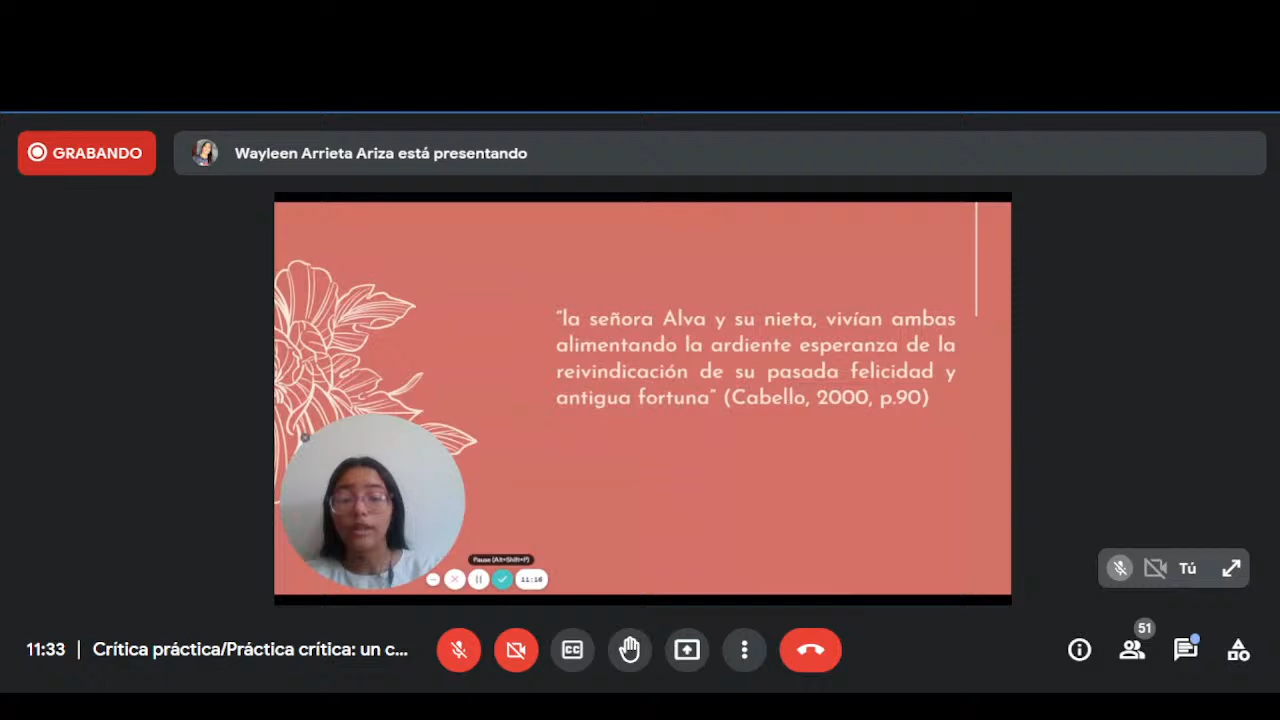 GRABANDO
Wayleen Arrieta Ariza está presentando
“la señora Alva y su nieta, vivían ambas
alimentando la ardiente esperanza de la
reivindicación de su pasada felicidad y
antigua fortuna” (Cabello, 2000, p.90)
Pause (Alt+Shift+P)
11:16
Tú
51
11:33 | Crítica práctica/Práctica crítica: un c...
CC